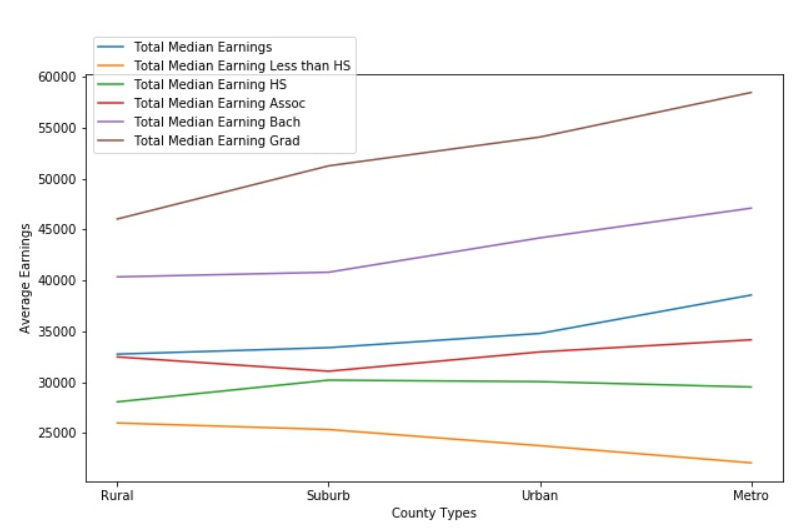 Total Median Earnings
Total Median Earning Less than HS
Total Median Earning HS
Total Median Earning Assoc
Total Median Earning Bach
Total Median Earning Grad
60000
55000
50000
45000
40000
35000
30000
25000
Average Earnings
Rural Suburb Urban Metro
County Types